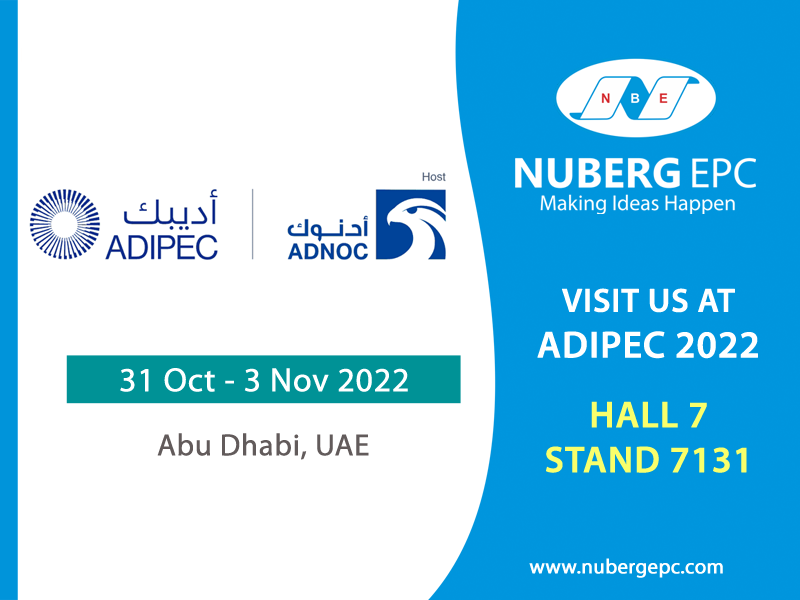 أديبك
ADIPEC
Host
أدنوك
ADNOC
31 Oct - 3 Nov 2022
Abu Dhabi, UAE
N B E
NUBERG EPC
Making Ideas Happen
VISIT US AT
ADIPEC 2022
HALL 7
STAND 7131
www.nubergepc.com